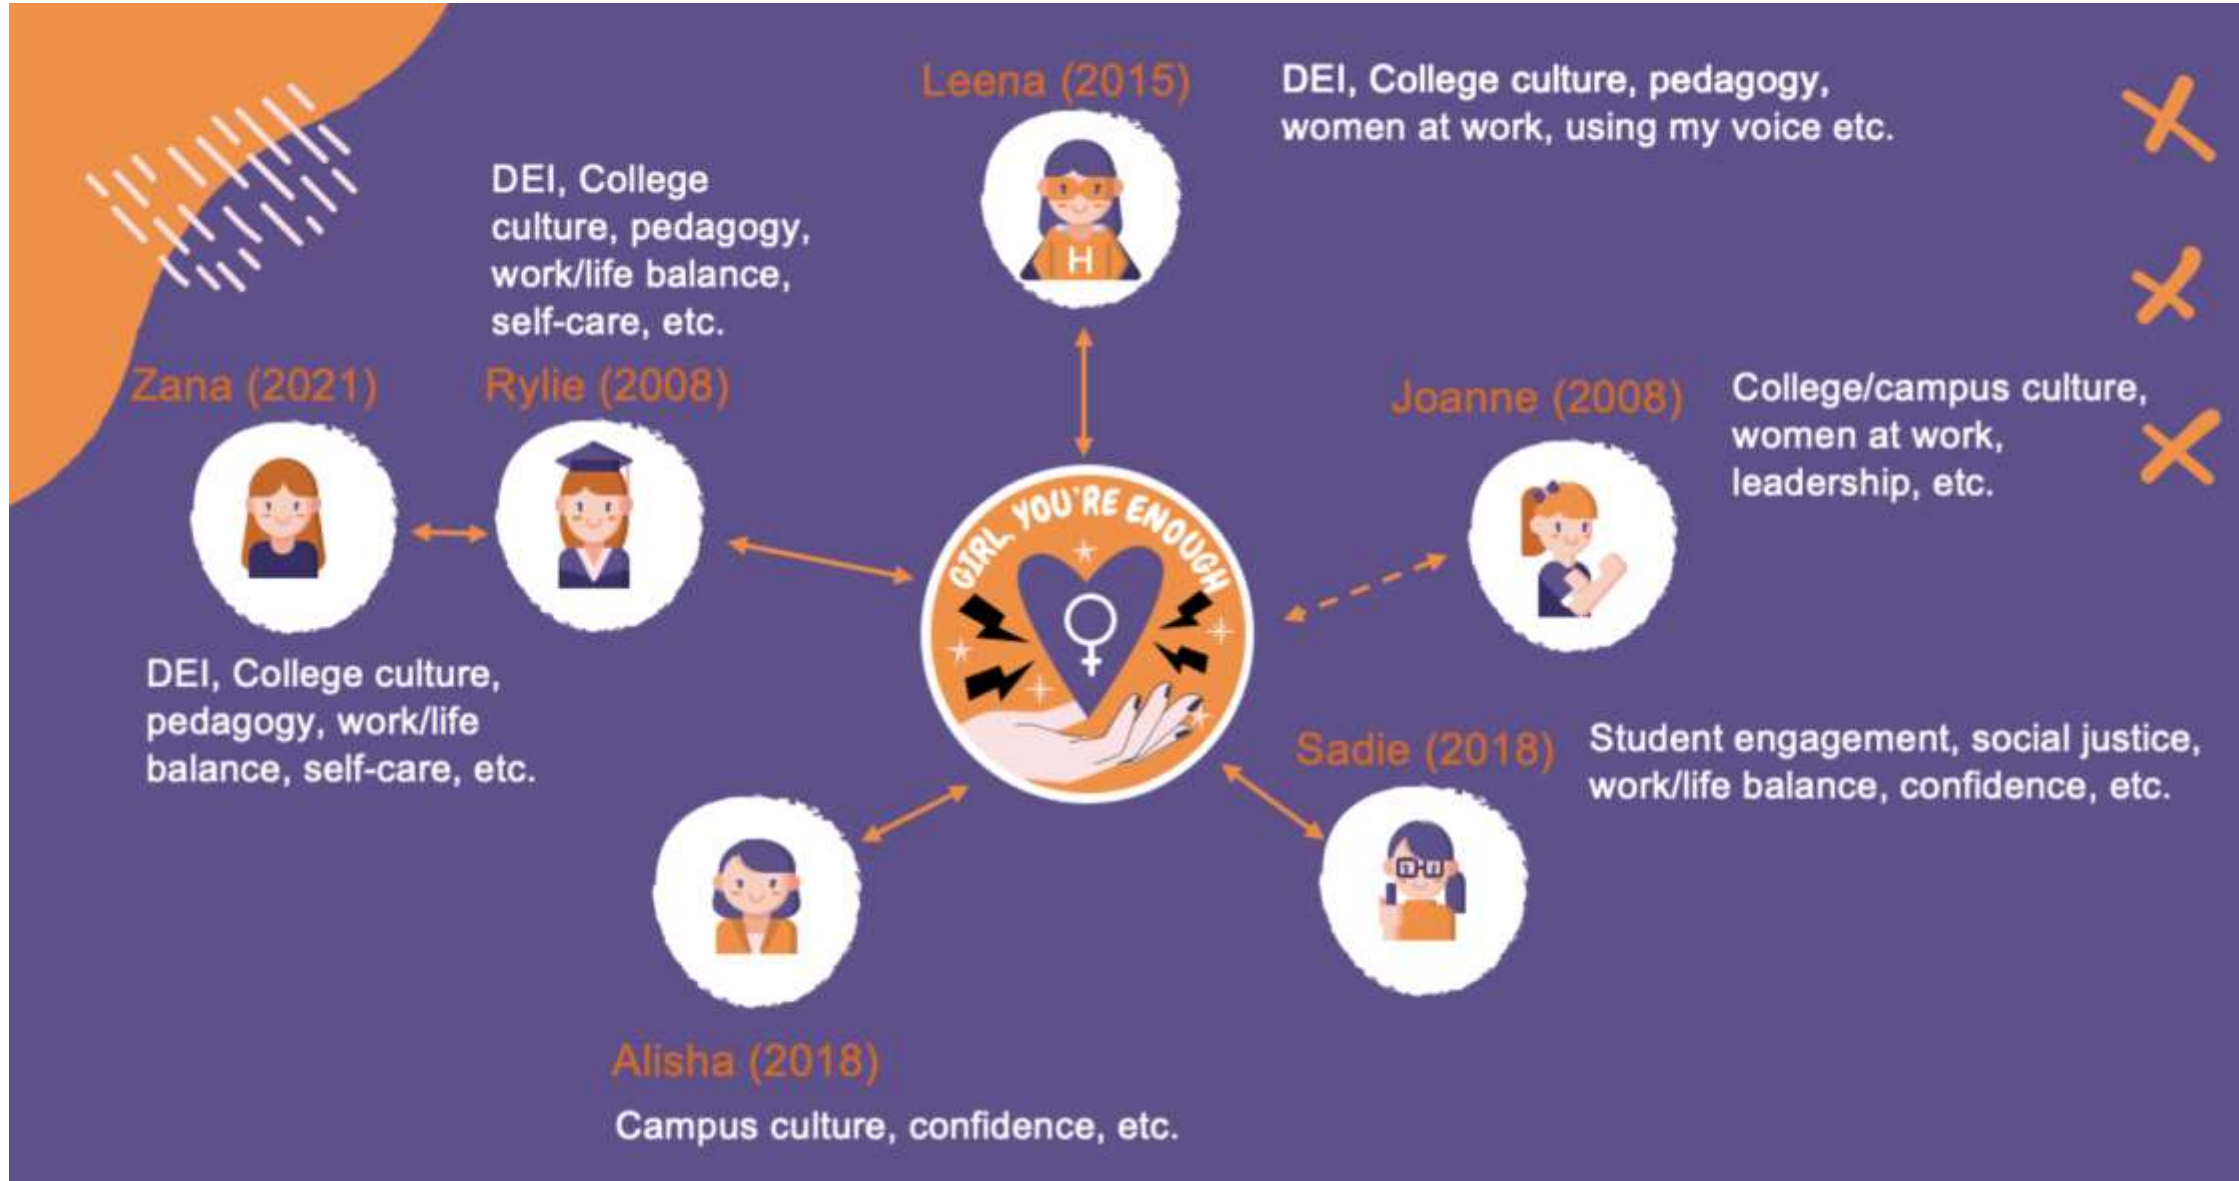 Leena (2015)
DEI, College culture, pedagogy,
women at work, using my voice etc.
H
DEI, College
culture, pedagogy,
work/life balance,
self-care, etc.
Zana (2021)
Rylie (2008)
Joanne (2008)
College/campus culture,
women at work,
leadership, etc.
GIRL, YOU'RE ENOUGH
DEI, College culture,
pedagogy, work/life
balance, self-care, etc.
Sadie (2018)
Student engagement, social justice,
work/life balance, confidence, etc.
Alisha (2018)
Campus culture, confidence, etc.